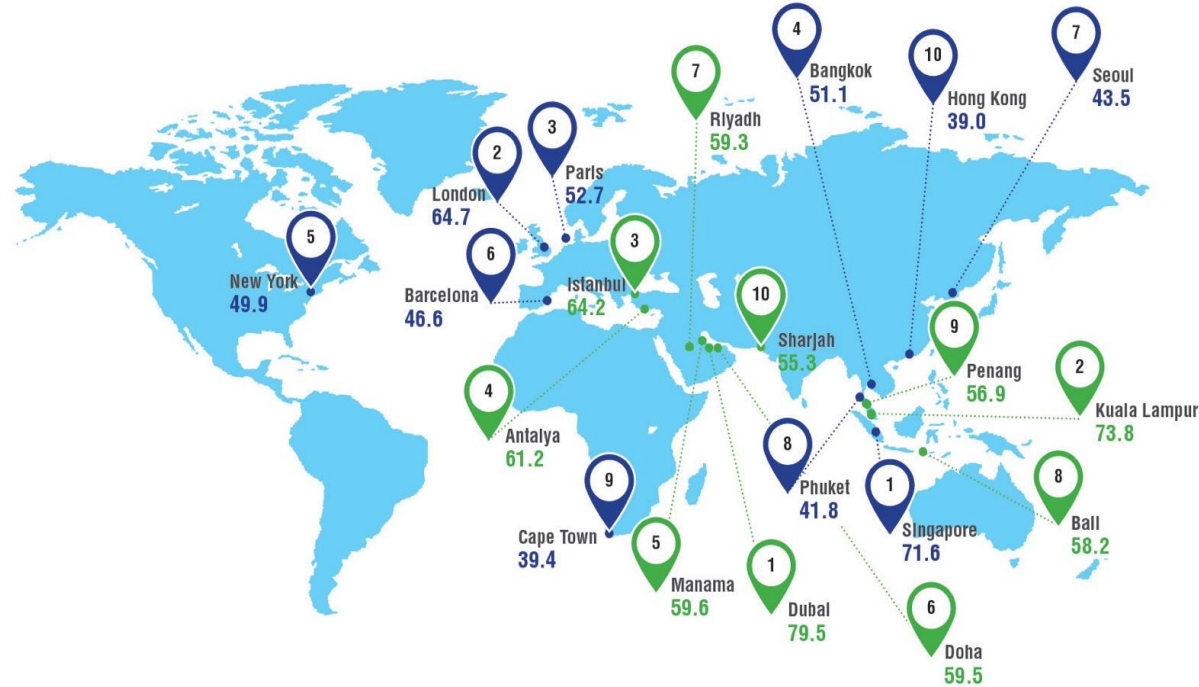 4
Bangkok
51.1
10
Hong Kong
39.0
7
Seoul
43.5
7
Riyadh
59.3
3
Paris
52.7
2
London
64.7
5
New York
49.9
6
Barcelona
46.6
3
Istanbul
64.2
10
Sharjah
55.3
9
Penang
56.9
2
Kuala Lampur
73.8
4
Antalya
61.2
8
Phuket
41.8
1
Singapore
71.6
8
Bali
58.2
9
Cape Town
39.4
5
Manama
59.6
1
Dubai
79.5
6
Doha
59.5